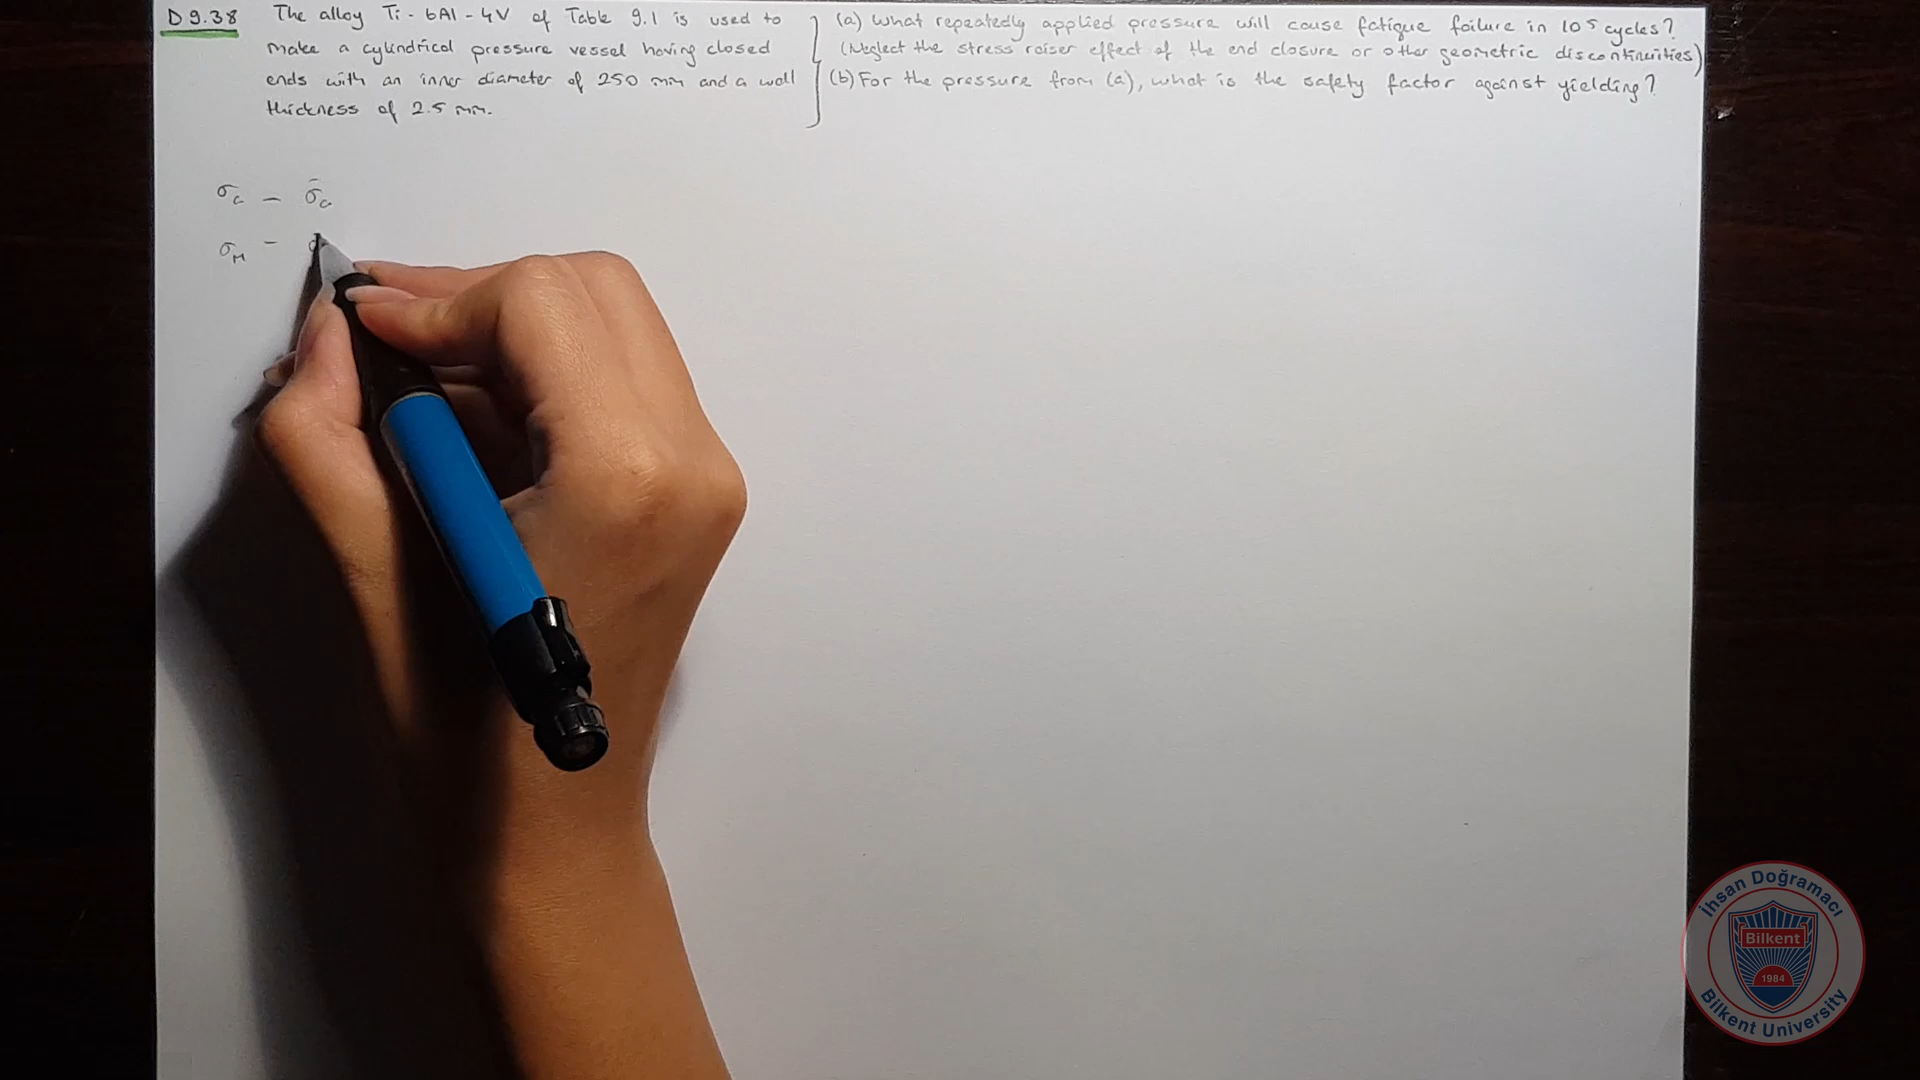 D 9.38 The alloy Ti-6Al-4V of Table 9.1 is used to
make a cylindrical pressure vessel having closed
ends with an inner diameter of 250 mm and a wall
thickness of 2.5 mm.
(a) What repeatedly applied pressure will cause fatigue failure in 10⁵ cycles?
(Neglect the stress raiser effect of the end closure or other geometric discontinuities)
(b) For the pressure from (a), what is the safety factor against yielding?
σₐ – σ̄ₐ
σₘ –
İhsan Doğramacı
Bilkent
1984
Bilkent University